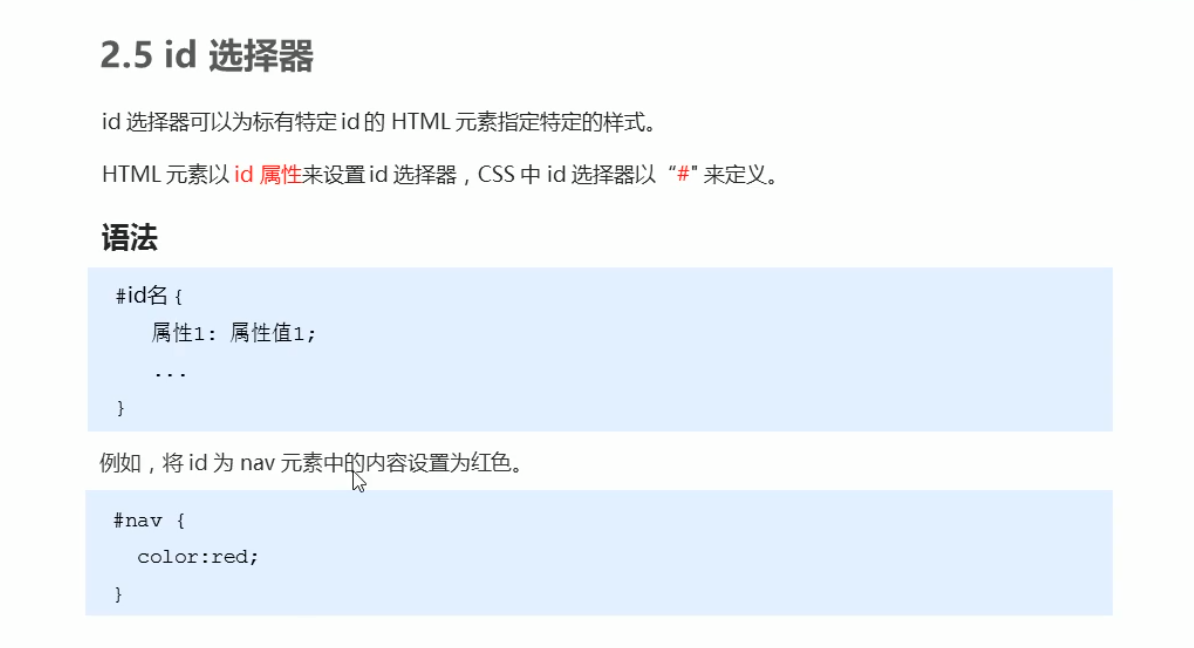 2.5 id 选择器
id 选择器可以为标有特定 id 的 HTML 元素指定特定的样式。
HTML 元素以 id 属性来设置 id 选择器，CSS 中 id 选择器以“#" 来定义。
语法
#id名 {
属性1: 属性值1;
...
}
例如，将 id 为 nav 元素中的内容设置为红色。
#nav {
color:red;
}